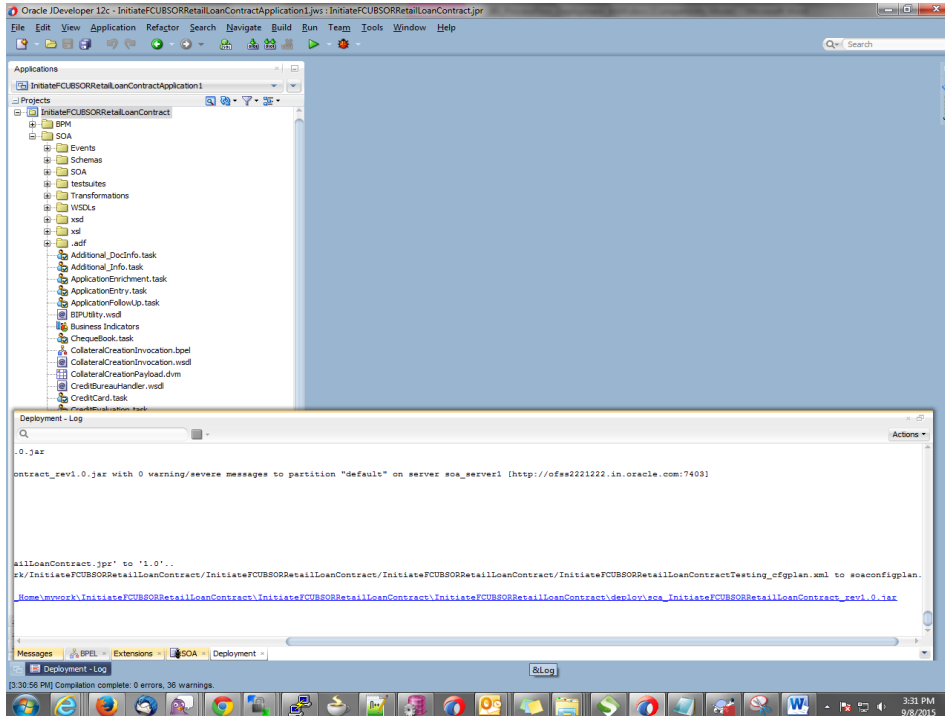 Oracle JDeveloper 12c - InitiateFCUBSORRetailLoanContractApplication1.jws : InitiateFCUBSORRetailLoanContract.jpr
File Edit View Application Refactor Search Navigate Build Run Team Tools Window Help
Search
Applications
InitiateFCUBSORRetailLoanContractApplication1
Projects
InitiateFCUBSORRetailLoanContract
BPM
SOA
Events
Schemas
SOA
testsuites
Transformations
WSDLs
xsd
xsl
.adf
Additional_DocInfo.task
Additional_Info.task
ApplicationEnrichment.task
ApplicationEntry.task
ApplicationFollowUp.task
BIPUtility.wsdl
Business Indicators
ChequeBook.task
CollateralCreationInvocation.bpel
CollateralCreationInvocation.wsdl
CollateralCreationPayload.dvm
CreditBureauHandler.wsdl
CreditCard.task
CreditEvaluation.task
Deployment - Log
Actions
.0.jar
ontract_rev1.0.jar with 0 warning/severe messages to partition "default" on server soa_server1 [http://ofss2221222.in.oracle.com:7403]
ailLoanContract.jpr' to '1.0'..
rk/InitiateFCUBSORRetailLoanContract/InitiateFCUBSORRetailLoanContract/InitiateFCUBSORRetailLoanContract/InitiateFCUBSORRetailLoanContractTesting_cfgplan.xml to soaconfigplan.
_Home\mywork\InitiateFCUBSORRetailLoanContract\InitiateFCUBSORRetailLoanContract\InitiateFCUBSORRetailLoanContract\deploy\sca_InitiateFCUBSORRetailLoanContract_rev1.0.jar
Messages BPEL Extensions SOA Deployment
Deployment - Log
&Log
[3:30:56 PM] Compilation complete: 0 errors, 36 warnings.
3:31 PM
9/8/2015